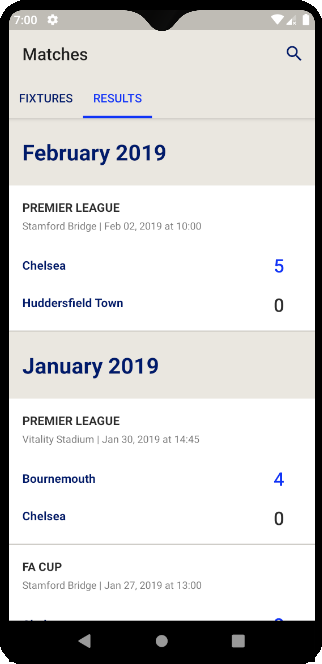 7:00
Matches
FIXTURES RESULTS
February 2019
PREMIER LEAGUE
Stamford Bridge | Feb 02, 2019 at 10:00
Chelsea 5
Huddersfield Town 0
January 2019
PREMIER LEAGUE
Vitality Stadium | Jan 30, 2019 at 14:45
Bournemouth 4
Chelsea 0
FA CUP
Stamford Bridge | Jan 27, 2019 at 13:00